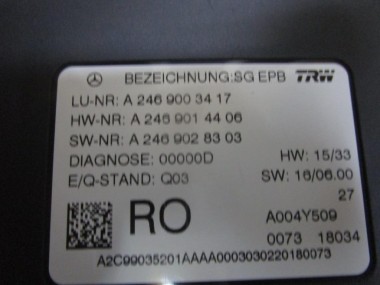 BEZEICHNUNG:SG EPB TRW
LU-NR: A 246 900 34 17
HW-NR: A 246 901 44 06
SW-NR: A 246 902 83 03
DIAGNOSE: 00000D HW: 15/33
E/Q-STAND: Q03 SW: 16/06.00
27
RO A004Y509
0073 18034
A2C99035201AAAA0003030220180073